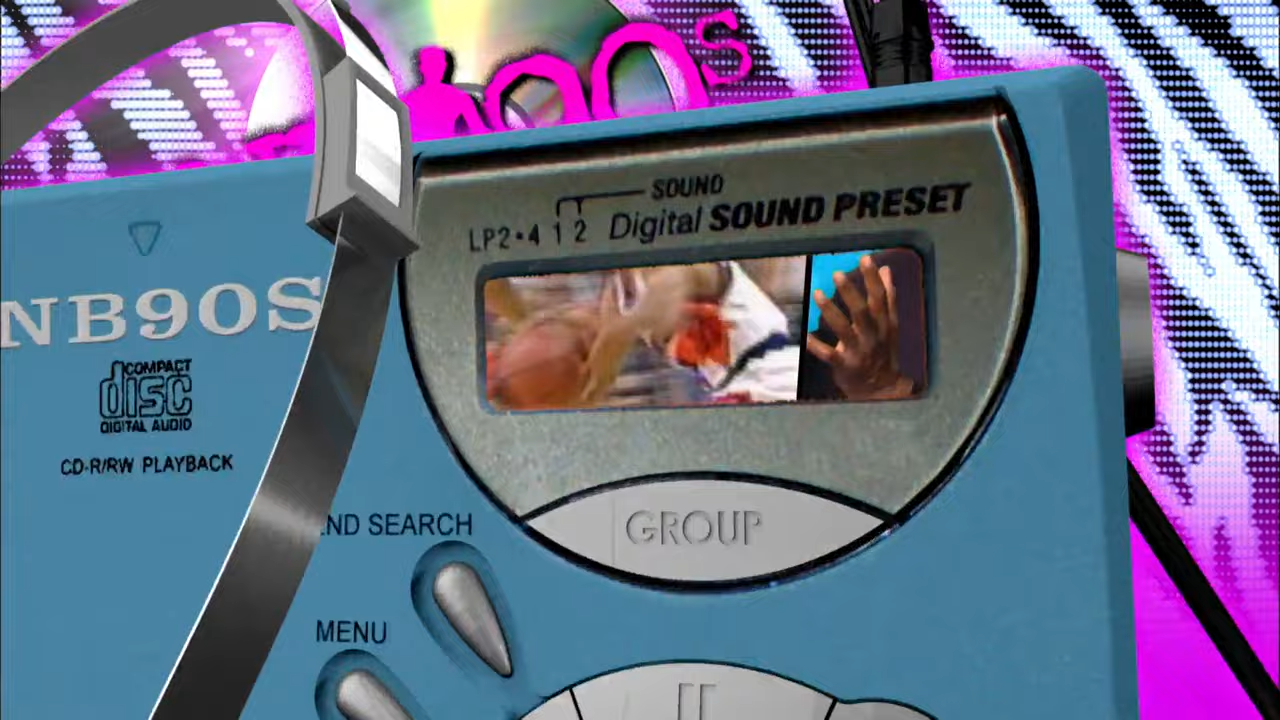 90s
SOUND
LP2•4 1 2 Digital SOUND PRESET
NB90S
COMPACT
disc
DIGITAL AUDIO
CD-R/RW PLAYBACK
GROUP
END SEARCH
MENU